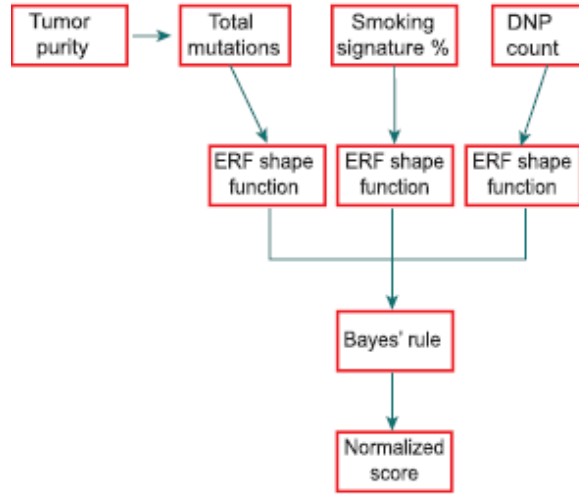 Tumor
purity
Total
mutations
Smoking
signature %
DNP
count
ERF shape
function
ERF shape
function
ERF shape
function
Bayes' rule
Normalized
score